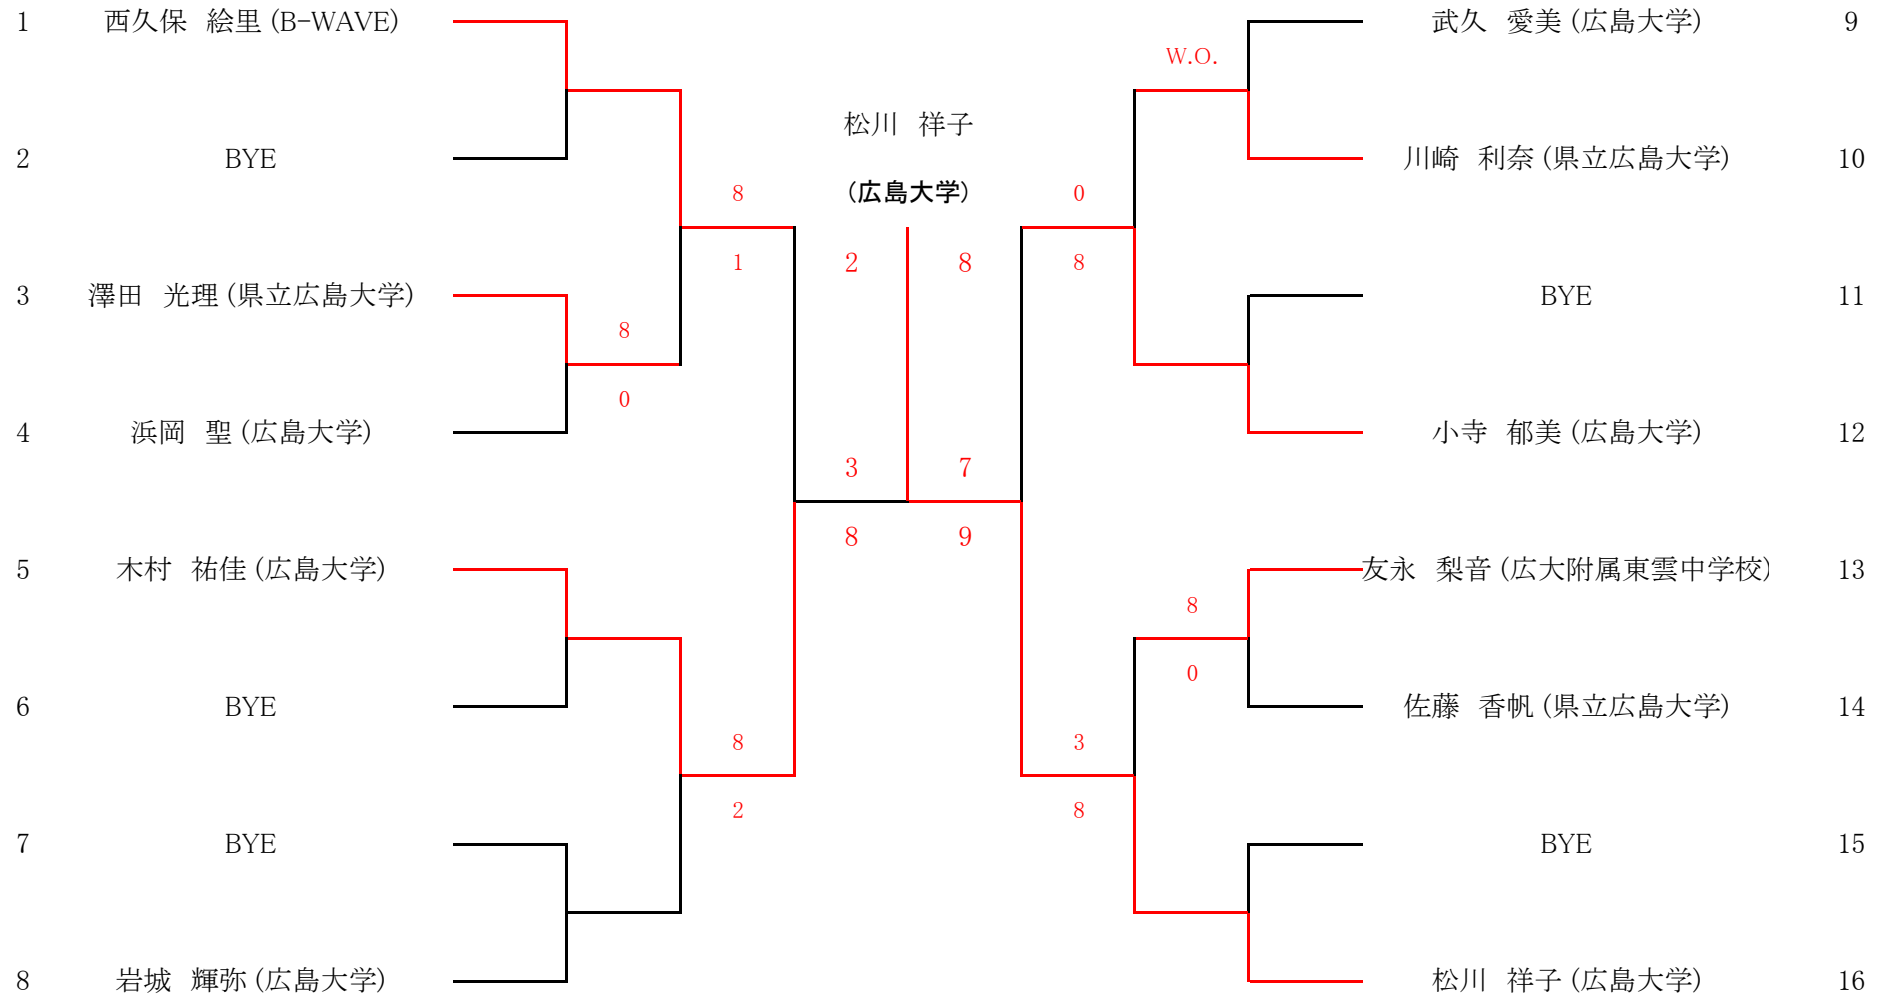 1 西久保 絵里 (B-WAVE)
2 BYE
3 澤田 光理 (県立広島大学)
4 浜岡 聖 (広島大学)
5 木村 祐佳 (広島大学)
6 BYE
7 BYE
8 岩城 輝弥 (広島大学)
8
0
8
1
8
2
3
8
松川 祥子
(広島大学)
2 8
7
9
0
8
3
8
W.O.
8
0
武久 愛美 (広島大学) 9
川崎 利奈 (県立広島大学) 10
BYE 11
小寺 郁美 (広島大学) 12
友永 梨音 (広大附属東雲中学校) 13
佐藤 香帆 (県立広島大学) 14
BYE 15
松川 祥子 (広島大学) 16